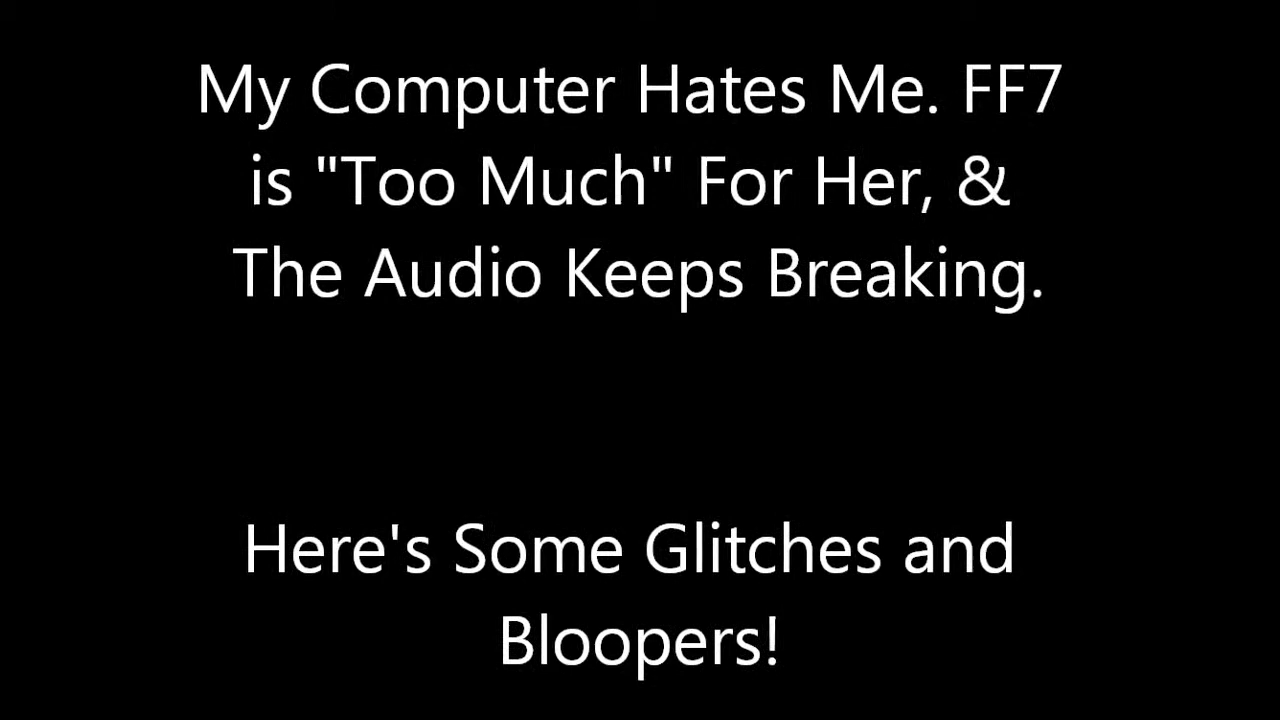 My Computer Hates Me. FF7
is "Too Much" For Her, &
The Audio Keeps Breaking.
Here's Some Glitches and
Bloopers!